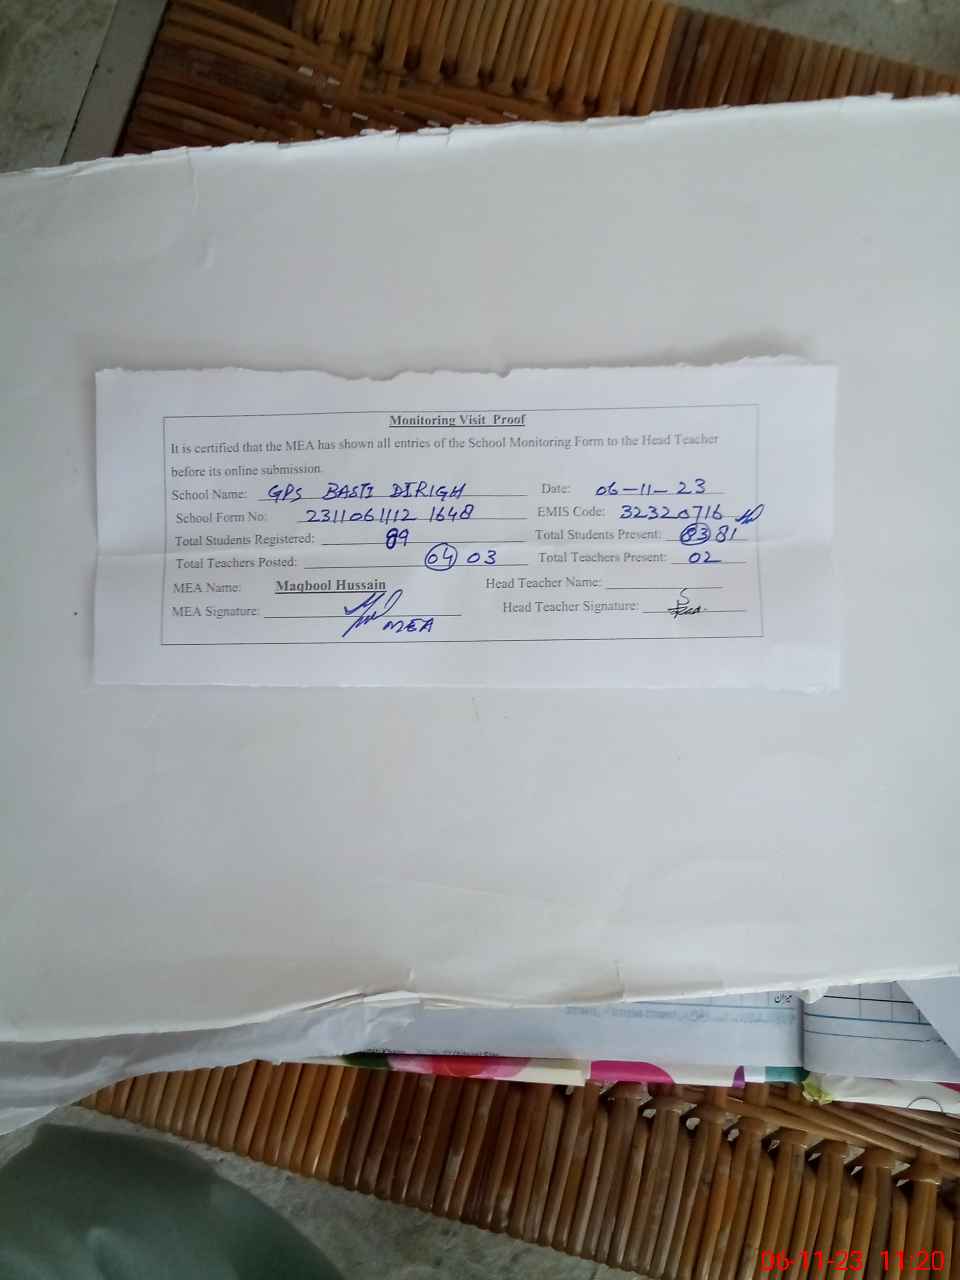 Monitoring Visit Proof
It is certified that the MEA has shown all entries of the School Monitoring Form to the Head Teacher
before its online submission.
School Name: GPS BASTI DIRIGH Date: 06-11-23
School Form No: 2311061112 1648 EMIS Code: 32320716
Total Students Registered: 89 Total Students Present: 83 81
Total Teachers Posted: 04 03 Total Teachers Present: 02
MEA Name: Maqbool Hussain Head Teacher Name:
MEA Signature: MEA Head Teacher Signature:
میزان
06-11-23 11:20